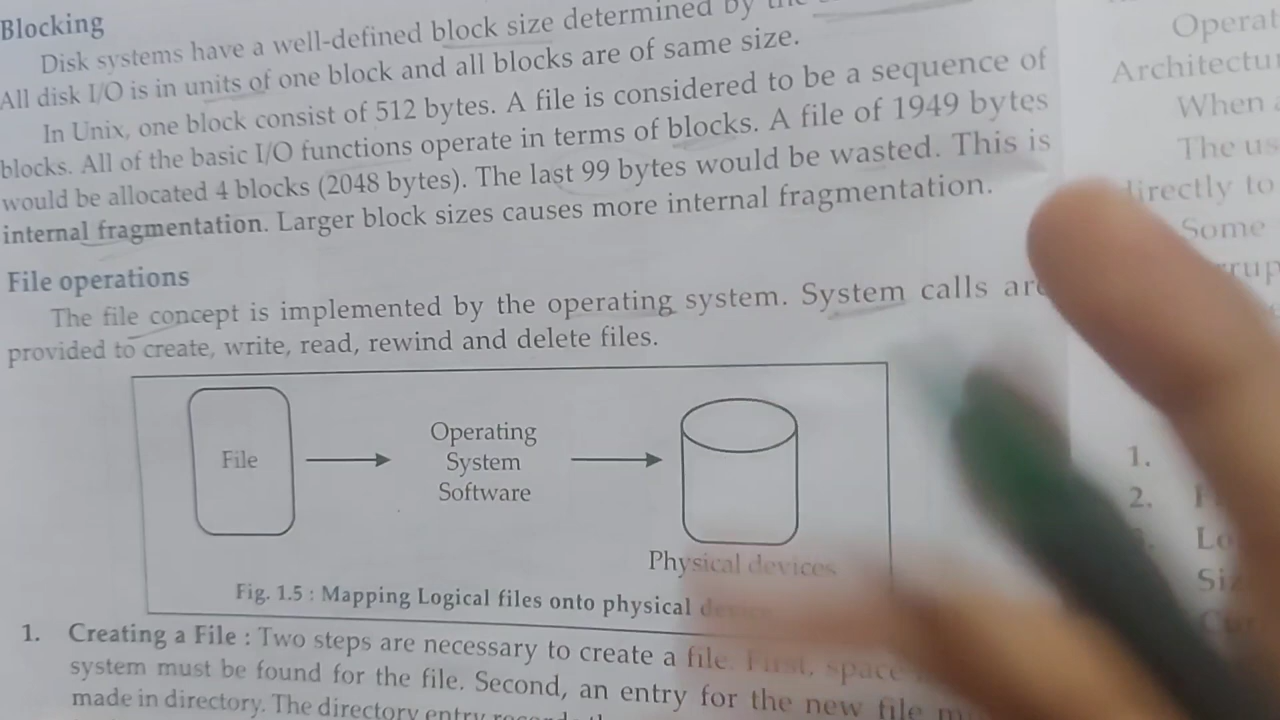 Blocking
Disk systems have a well-defined block size determined by the
All disk I/O is in units of one block and all blocks are of same size.
In Unix, one block consist of 512 bytes. A file is considered to be a sequence of
blocks. All of the basic I/O functions operate in terms of blocks. A file of 1949 bytes
would be allocated 4 blocks (2048 bytes). The last 99 bytes would be wasted. This is
internal fragmentation. Larger block sizes causes more internal fragmentation.
File operations
The file concept is implemented by the operating system. System calls are
provided to create, write, read, rewind and delete files.
File
Operating
System
Software
Physical devices
Fig. 1.5 : Mapping Logical files onto physical
1. Creating a File : Two steps are necessary to create a file. First, space
system must be found for the file. Second, an entry for the new file
made in directory. The directory entry
Operat
Architectu
When
The us
directly to
Some
rup
1.
2.
Lo
Siz